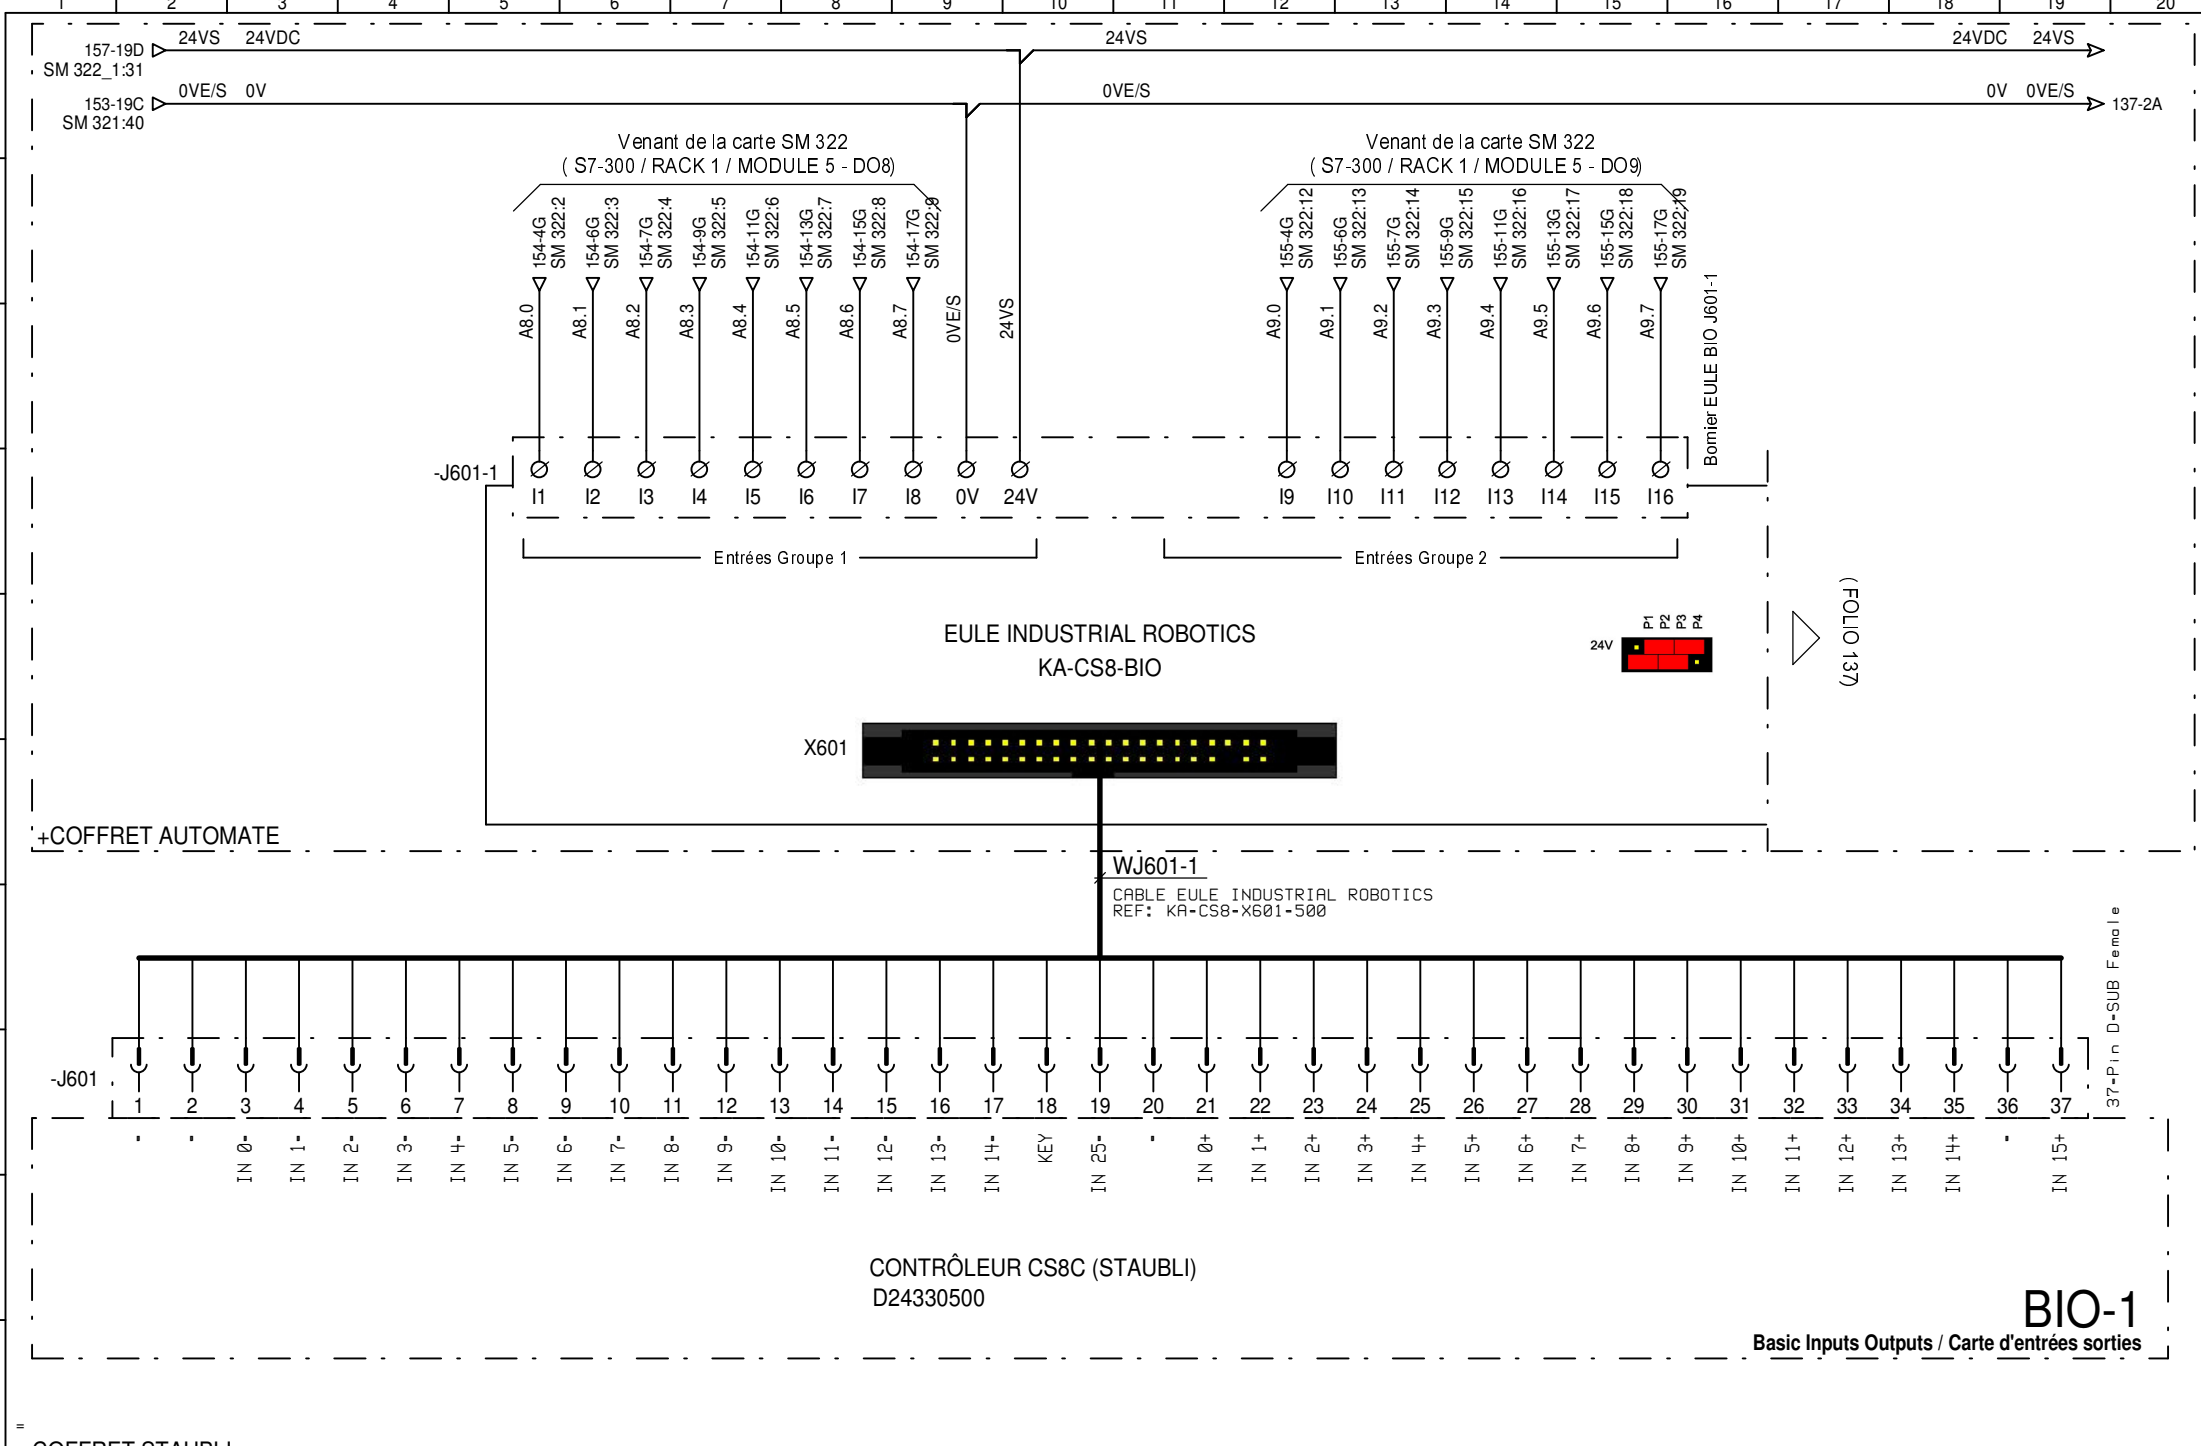 1 2 3 4 5 6 7 8 9 10 11 12 13 14 15 16 17 18 19 20
157-19D 24VS 24VDC 24VS 24VDC 24VS
SM 322_1:31
153-19C 0VE/S 0V 0VE/S 0V 0VE/S 137-2A
SM 321:40
Venant de la carte SM 322
( S7-300 / RACK 1 / MODULE 5 - DO8)
Venant de la carte SM 322
( S7-300 / RACK 1 / MODULE 5 - DO9)
154-4G
SM 322:2
154-6G
SM 322:3
154-7G
SM 322:4
154-9G
SM 322:5
154-11G
SM 322:6
154-13G
SM 322:7
154-15G
SM 322:8
154-17G
SM 322:9
155-4G
SM 322:12
155-6G
SM 322:13
155-7G
SM 322:14
155-9G
SM 322:15
155-11G
SM 322:16
155-13G
SM 322:17
155-15G
SM 322:18
155-17G
SM 322:19
A8.0 A8.1 A8.2 A8.3 A8.4 A8.5 A8.6 A8.7 0VE/S 24VS A9.0 A9.1 A9.2 A9.3 A9.4 A9.5 A9.6 A9.7
Bornier EULE BIO J601-1
-J601-1
I1 I2 I3 I4 I5 I6 I7 I8 0V 24V I9 I10 I11 I12 I13 I14 I15 I16
Entrées Groupe 1 Entrées Groupe 2
EULE INDUSTRIAL ROBOTICS
KA-CS8-BIO
P1 P2 P3 P4
24V
( FOLIO 137)
X601
+COFFRET AUTOMATE
WJ601-1
CABLE EULE INDUSTRIAL ROBOTICS
REF: KA-CS8-X601-500
37-Pin D-SUB Female
-J601
1 2 3 4 5 6 7 8 9 10 11 12 13 14 15 16 17 18 19 20 21 22 23 24 25 26 27 28 29 30 31 32 33 34 35 36 37
- - IN 0- IN 1- IN 2- IN 3- IN 4- IN 5- IN 6- IN 7- IN 8- IN 9- IN 10- IN 11- IN 12- IN 13- IN 14- KEY IN 25- - IN 0+ IN 1+ IN 2+ IN 3+ IN 4+ IN 5+ IN 6+ IN 7+ IN 8+ IN 9+ IN 10+ IN 11+ IN 12+ IN 13+ IN 14+ - IN 15+
CONTRÔLEUR CS8C (STAUBLI)
D24330500
BIO-1
Basic Inputs Outputs / Carte d'entrées sorties
=
COFFRET STAUBLI